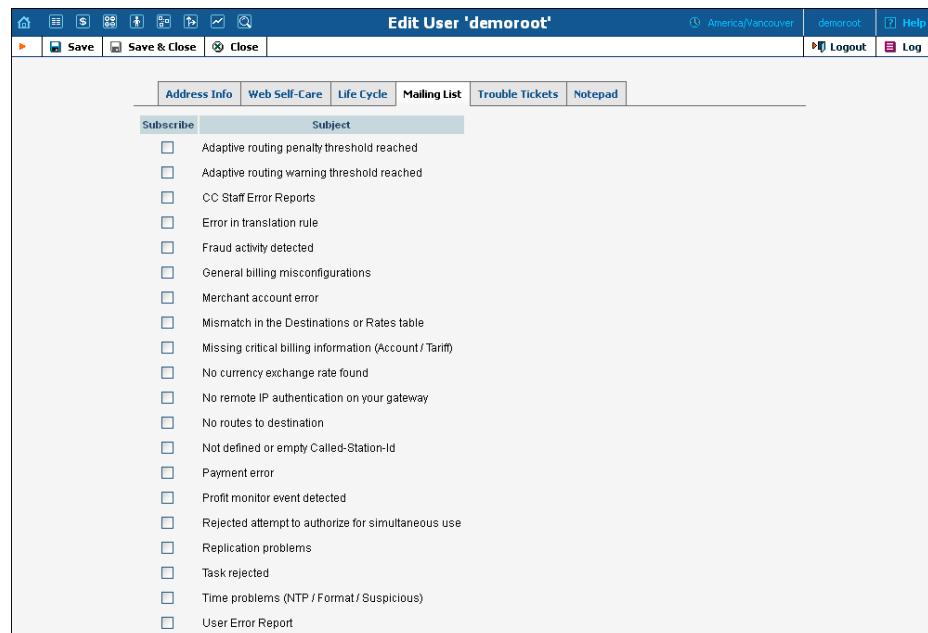 Edit User 'demoroot'
America/Vancouver
demoroot
? Help
Save
Save & Close
Close
Logout
Log
Address Info
Web Self-Care
Life Cycle
Mailing List
Trouble Tickets
Notepad
Subscribe Subject
Adaptive routing penalty threshold reached
Adaptive routing warning threshold reached
CC Staff Error Reports
Error in translation rule
Fraud activity detected
General billing misconfigurations
Merchant account error
Mismatch in the Destinations or Rates table
Missing critical billing information (Account / Tariff)
No currency exchange rate found
No remote IP authentication on your gateway
No routes to destination
Not defined or empty Called-Station-Id
Payment error
Profit monitor event detected
Rejected attempt to authorize for simultaneous use
Replication problems
Task rejected
Time problems (NTP / Format / Suspicious)
User Error Report